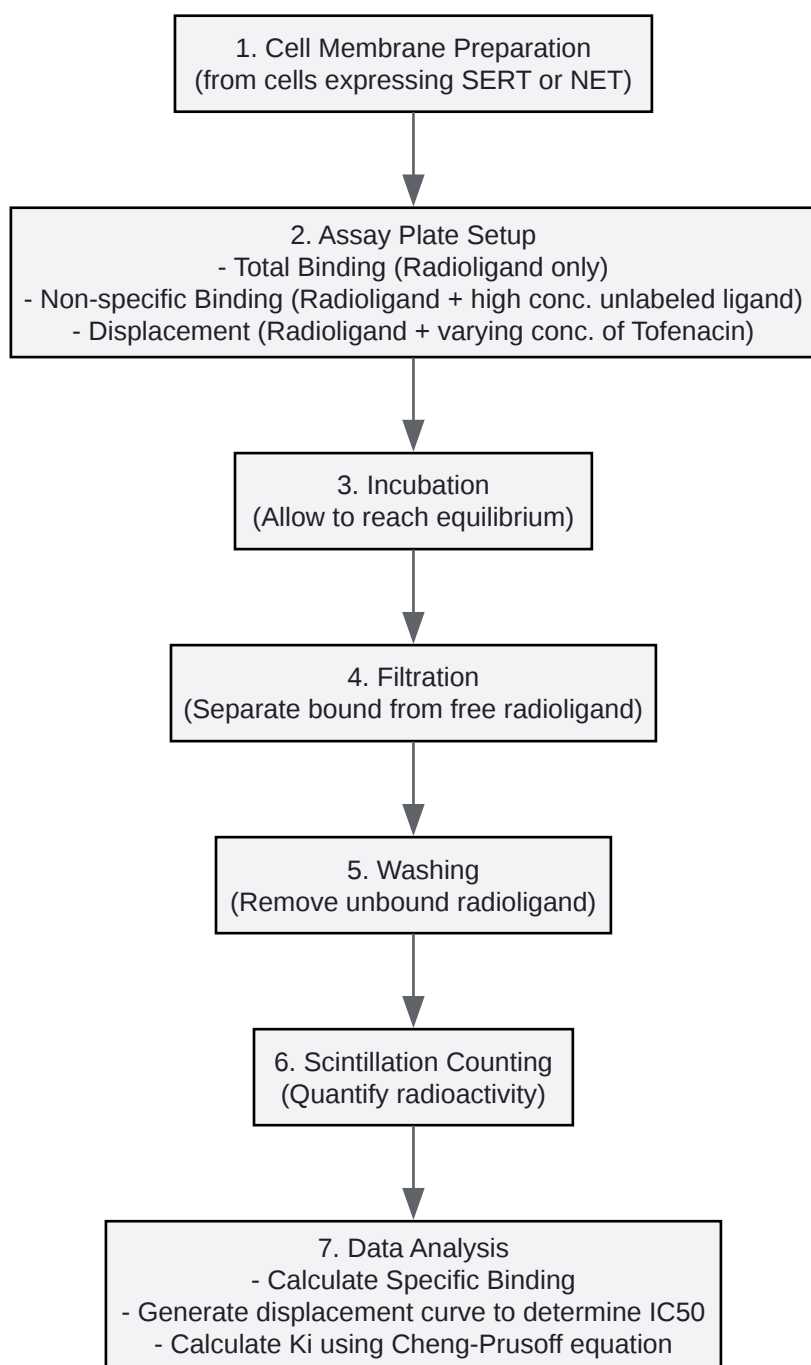 1. Cell Membrane Preparation
(from cells expressing SERT or NET)
2. Assay Plate Setup
- Total Binding (Radioligand only)
- Non-specific Binding (Radioligand + high conc. unlabeled ligand)
- Displacement (Radioligand + varying conc. of Tofenacin)
3. Incubation
(Allow to reach equilibrium)
4. Filtration
(Separate bound from free radioligand)
5. Washing
(Remove unbound radioligand)
6. Scintillation Counting
(Quantify radioactivity)
7. Data Analysis
- Calculate Specific Binding
- Generate displacement curve to determine IC50
- Calculate Ki using Cheng-Prusoff equation